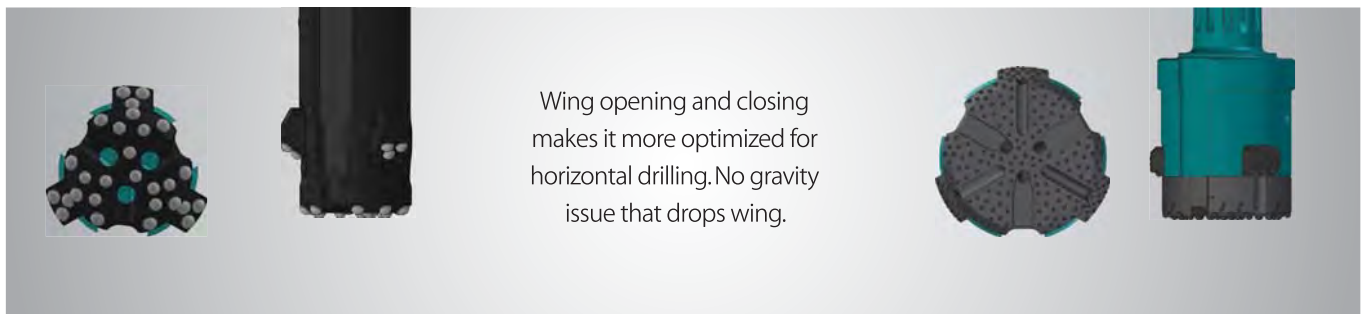 Wing opening and closing
makes it more optimized for
horizontal drilling. No gravity
issue that drops wing.